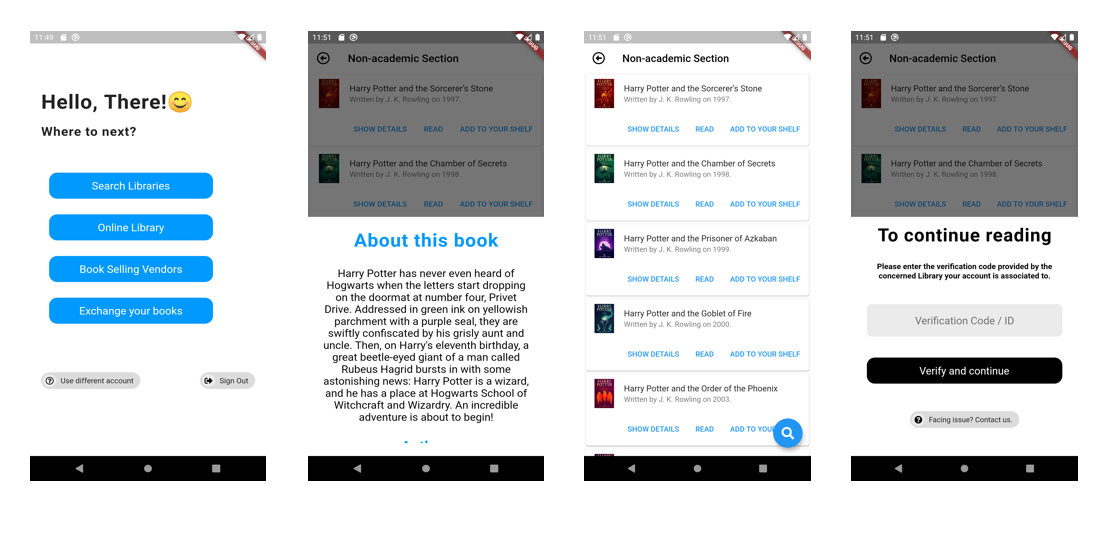 11:49
DEBUG
Hello, There!😊
Where to next?
Search Libraries
Online Library
Book Selling Vendors
Exchange your books
Use different account
Sign Out
11:51
Non-academic Section
Harry Potter and the Sorcerer's Stone
Written by J. K. Rowling on 1997.
SHOW DETAILS READ ADD TO YOUR SHELF
Harry Potter and the Chamber of Secrets
Written by J. K. Rowling on 1998.
SHOW DETAILS READ ADD TO YOUR SHELF
About this book
Harry Potter has never even heard of
Hogwarts when the letters start dropping
on the doormat at number four, Privet
Drive. Addressed in green ink on yellowish
parchment with a purple seal, they are
swiftly confiscated by his grisly aunt and
uncle. Then, on Harry's eleventh birthday, a
great beetle-eyed giant of a man called
Rubeus Hagrid bursts in with some
astonishing news: Harry Potter is a wizard,
and he has a place at Hogwarts School of
Witchcraft and Wizardry. An incredible
adventure is about to begin!
11:51
Non-academic Section
Harry Potter and the Sorcerer's Stone
Written by J. K. Rowling on 1997.
SHOW DETAILS READ ADD TO YOUR SHELF
Harry Potter and the Chamber of Secrets
Written by J. K. Rowling on 1998.
SHOW DETAILS READ ADD TO YOUR SHELF
Harry Potter and the Prisoner of Azkaban
Written by J. K. Rowling on 1999.
SHOW DETAILS READ ADD TO YOUR SHELF
Harry Potter and the Goblet of Fire
Written by J. K. Rowling on 2000.
SHOW DETAILS READ ADD TO YOUR SHELF
Harry Potter and the Order of the Phoenix
Written by J. K. Rowling on 2003.
SHOW DETAILS READ ADD TO YOU
11:51
Non-academic Section
Harry Potter and the Sorcerer's Stone
Written by J. K. Rowling on 1997.
SHOW DETAILS READ ADD TO YOUR SHELF
Harry Potter and the Chamber of Secrets
Written by J. K. Rowling on 1998.
SHOW DETAILS READ ADD TO YOUR SHELF
To continue reading
Please enter the verification code provided by the
concerned Library your account is associated to.
Verification Code / ID
Verify and continue
Facing issue? Contact us.